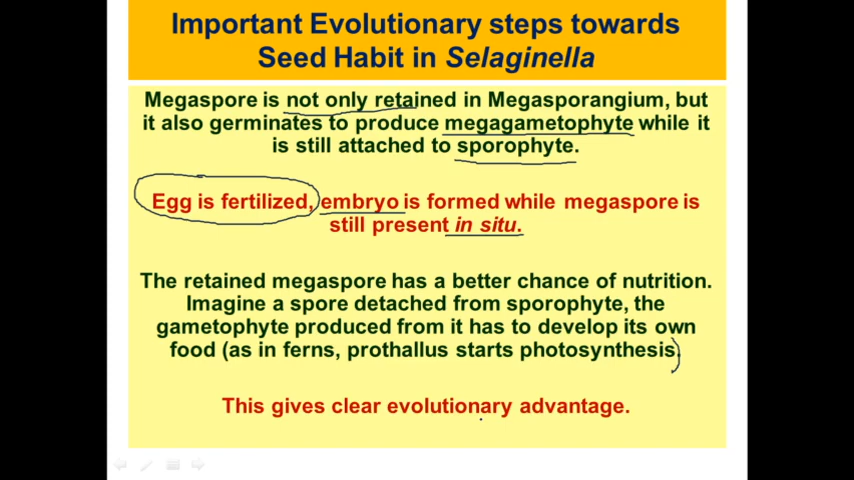 Important Evolutionary steps towards
Seed Habit in Selaginella
Megaspore is not only retained in Megasporangium, but
it also germinates to produce megagametophyte while it
is still attached to sporophyte.
Egg is fertilized, embryo is formed while megaspore is
still present in situ.
The retained megaspore has a better chance of nutrition.
Imagine a spore detached from sporophyte, the
gametophyte produced from it has to develop its own
food (as in ferns, prothallus starts photosynthesis)
This gives clear evolutionary advantage.